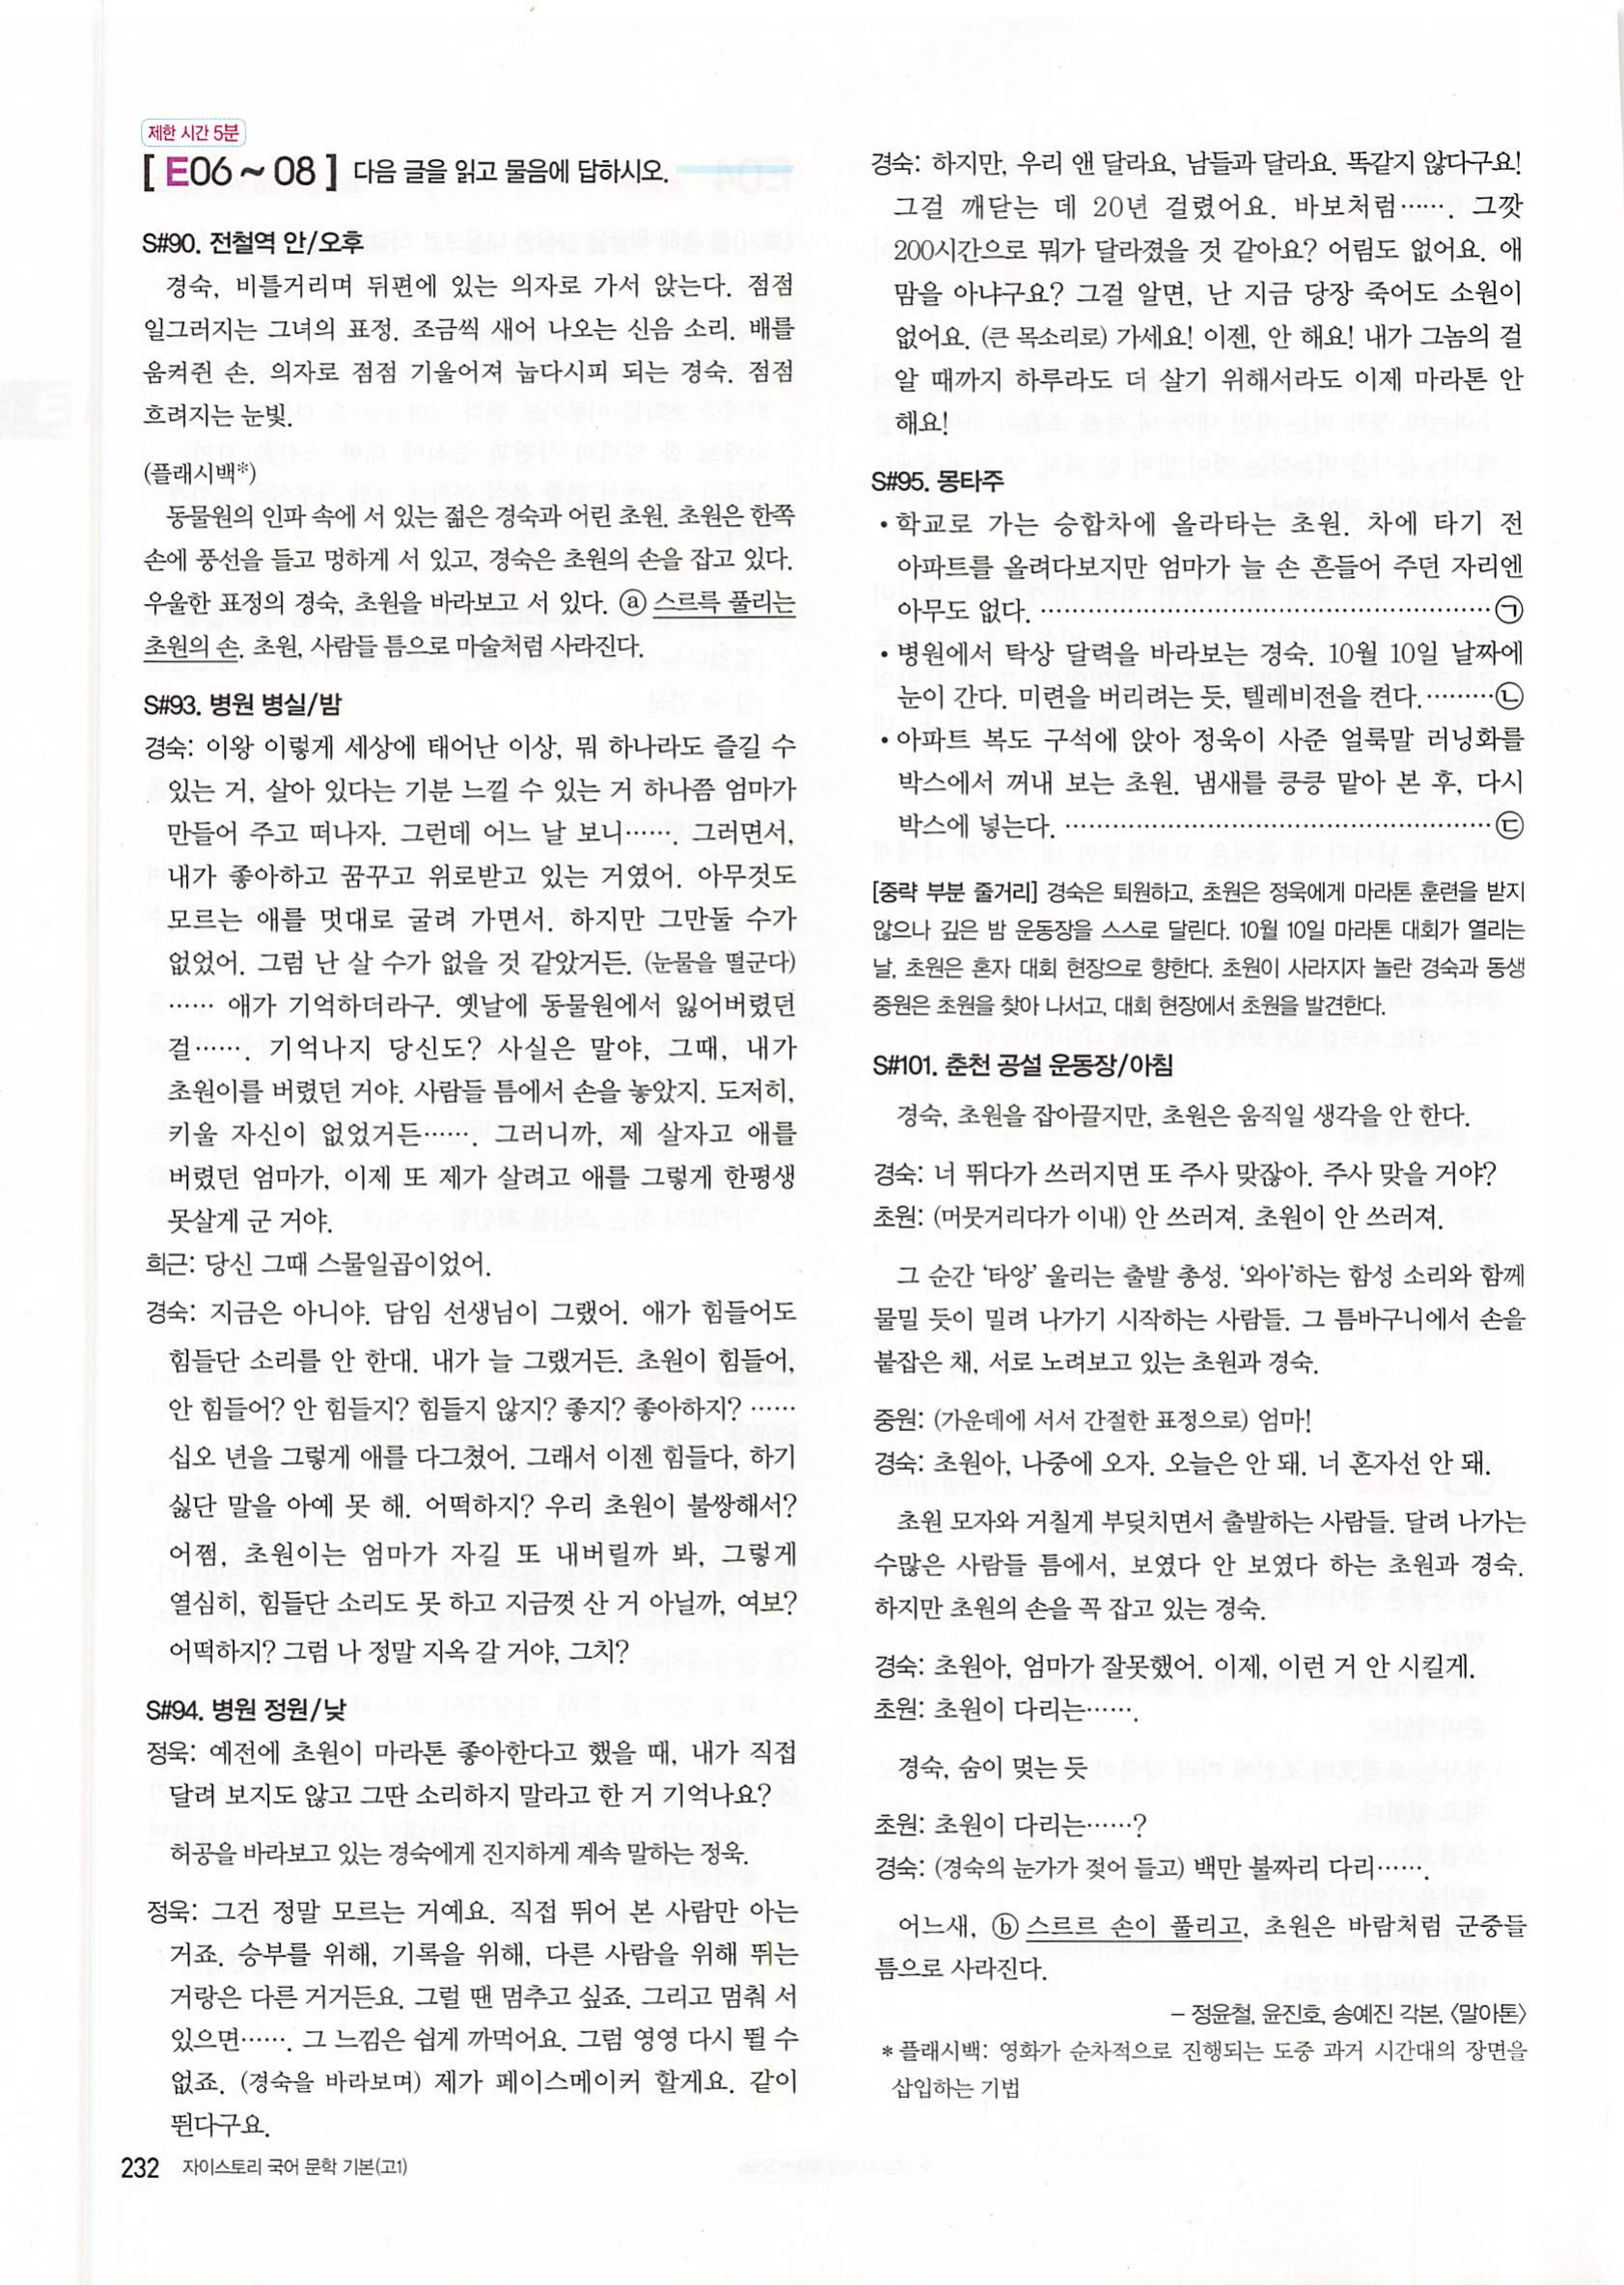 제한 시간 5분
[ E06 ~ 08 ] 다음 글을 읽고 물음에 답하시오.
S#90. 전철역 안/오후
경숙, 비틀거리며 뒤편에 있는 의자로 가서 앉는다. 점점
일그러지는 그녀의 표정. 조금씩 새어 나오는 신음 소리. 배를
움켜쥔 손. 의자로 점점 기울어져 눕다시피 되는 경숙. 점점
흐려지는 눈빛.
(플래시백*)
동물원의 인파 속에 서 있는 젊은 경숙과 어린 초원. 초원은 한쪽
손에 풍선을 들고 멍하게 서 있고, 경숙은 초원의 손을 잡고 있다.
우울한 표정의 경숙, 초원을 바라보고 서 있다. ⓐ 스르륵 풀리는
초원의 손. 초원, 사람들 틈으로 마술처럼 사라진다.
S#93. 병원 병실/밤
경숙: 이왕 이렇게 세상에 태어난 이상, 뭐 하나라도 즐길 수
있는 거, 살아 있다는 기분 느낄 수 있는 거 하나쯤 엄마가
만들어 주고 떠나자. 그런데 어느 날 보니……. 그러면서,
내가 좋아하고 꿈꾸고 위로받고 있는 거였어. 아무것도
모르는 애를 멋대로 굴려 가면서. 하지만 그만둘 수가
없었어. 그럼 난 살 수가 없을 것 같았거든. (눈물을 떨군다)
…… 애가 기억하더라구. 옛날에 동물원에서 잃어버렸던
걸……. 기억나지 당신도? 사실은 말야, 그때, 내가
초원이를 버렸던 거야. 사람들 틈에서 손을 놓았지. 도저히,
키울 자신이 없었거든……. 그러니까, 제 살자고 애를
버렸던 엄마가, 이제 또 제가 살려고 애를 그렇게 한평생
못살게 군 거야.
희근: 당신 그때 스물일곱이었어.
경숙: 지금은 아니야. 담임 선생님이 그랬어. 애가 힘들어도
힘들단 소리를 안 한대. 내가 늘 그랬거든. 초원이 힘들어,
안 힘들어? 안 힘들지? 힘들지 않지? 좋지? 좋아하지? ……
십오 년을 그렇게 애를 다그쳤어. 그래서 이젠 힘들다, 하기
싫단 말을 아예 못 해. 어떡하지? 우리 초원이 불쌍해서?
어쩜, 초원이는 엄마가 자길 또 내버릴까 봐, 그렇게
열심히, 힘들단 소리도 못 하고 지금껏 산 거 아닐까, 여보?
어떡하지? 그럼 나 정말 지옥 갈 거야, 그치?
S#94. 병원 정원/낮
정욱: 예전에 초원이 마라톤 좋아한다고 했을 때, 내가 직접
달려 보지도 않고 그딴 소리하지 말라고 한 거 기억나요?
허공을 바라보고 있는 경숙에게 진지하게 계속 말하는 정욱.
정욱: 그건 정말 모르는 거예요. 직접 뛰어 본 사람만 아는
거죠. 승부를 위해, 기록을 위해, 다른 사람을 위해 뛰는
거랑은 다른 거거든요. 그럴 땐 멈추고 싶죠. 그리고 멈춰 서
있으면……. 그 느낌은 쉽게 까먹어요. 그럼 영영 다시 뛸 수
없죠. (경숙을 바라보며) 제가 페이스메이커 할게요. 같이
뛴다구요.
232 자이스토리 국어 문학 기본(고1)
경숙: 하지만, 우리 앤 달라요, 남들과 달라요. 똑같지 않다구요!
그걸 깨닫는 데 20년 걸렸어요. 바보처럼……. 그깟
200시간으로 뭐가 달라졌을 것 같아요? 어림도 없어요. 애
맘을 아냐구요? 그걸 알면, 난 지금 당장 죽어도 소원이
없어요. (큰 목소리로) 가세요! 이젠, 안 해요! 내가 그놈의 걸
알 때까지 하루라도 더 살기 위해서라도 이제 마라톤 안
해요!
S#95. 몽타주
• 학교로 가는 승합차에 올라타는 초원. 차에 타기 전
아파트를 올려다보지만 엄마가 늘 손 흔들어 주던 자리엔
아무도 없다. ……………………………………………… ㉠
• 병원에서 탁상 달력을 바라보는 경숙. 10월 10일 날짜에
눈이 간다. 미련을 버리려는 듯, 텔레비전을 켠다. ……… ㉡
• 아파트 복도 구석에 앉아 정욱이 사준 얼룩말 러닝화를
박스에서 꺼내 보는 초원. 냄새를 킁킁 맡아 본 후, 다시
박스에 넣는다. …………………………………………… ㉢
[중략 부분 줄거리] 경숙은 퇴원하고, 초원은 정욱에게 마라톤 훈련을 받지
않으나 깊은 밤 운동장을 스스로 달린다. 10월 10일 마라톤 대회가 열리는
날, 초원은 혼자 대회 현장으로 향한다. 초원이 사라지자 놀란 경숙과 동생
중원은 초원을 찾아 나서고, 대회 현장에서 초원을 발견한다.
S#101. 춘천 공설 운동장/아침
경숙, 초원을 잡아끌지만, 초원은 움직일 생각을 안 한다.
경숙: 너 뛰다가 쓰러지면 또 주사 맞잖아. 주사 맞을 거야?
초원: (머뭇거리다가 이내) 안 쓰러져. 초원이 안 쓰러져.
그 순간 '타앙' 울리는 출발 총성. '와아'하는 함성 소리와 함께
물밀 듯이 밀려 나가기 시작하는 사람들. 그 틈바구니에서 손을
붙잡은 채, 서로 노려보고 있는 초원과 경숙.
중원: (가운데에 서서 간절한 표정으로) 엄마!
경숙: 초원아, 나중에 오자. 오늘은 안 돼. 너 혼자선 안 돼.
초원 모자와 거칠게 부딪치면서 출발하는 사람들. 달려 나가는
수많은 사람들 틈에서, 보였다 안 보였다 하는 초원과 경숙.
하지만 초원의 손을 꼭 잡고 있는 경숙.
경숙: 초원아, 엄마가 잘못했어. 이제, 이런 거 안 시킬게.
초원: 초원이 다리는…….
경숙, 숨이 멎는 듯
초원: 초원이 다리는……?
경숙: (경숙의 눈가가 젖어 들고) 백만 불짜리 다리…….
어느새, ⓑ 스르르 손이 풀리고, 초원은 바람처럼 군중들
틈으로 사라진다.
– 정윤철, 윤진호, 송예진 각본, 〈말아톤〉
* 플래시백: 영화가 순차적으로 진행되는 도중 과거 시간대의 장면을
삽입하는 기법